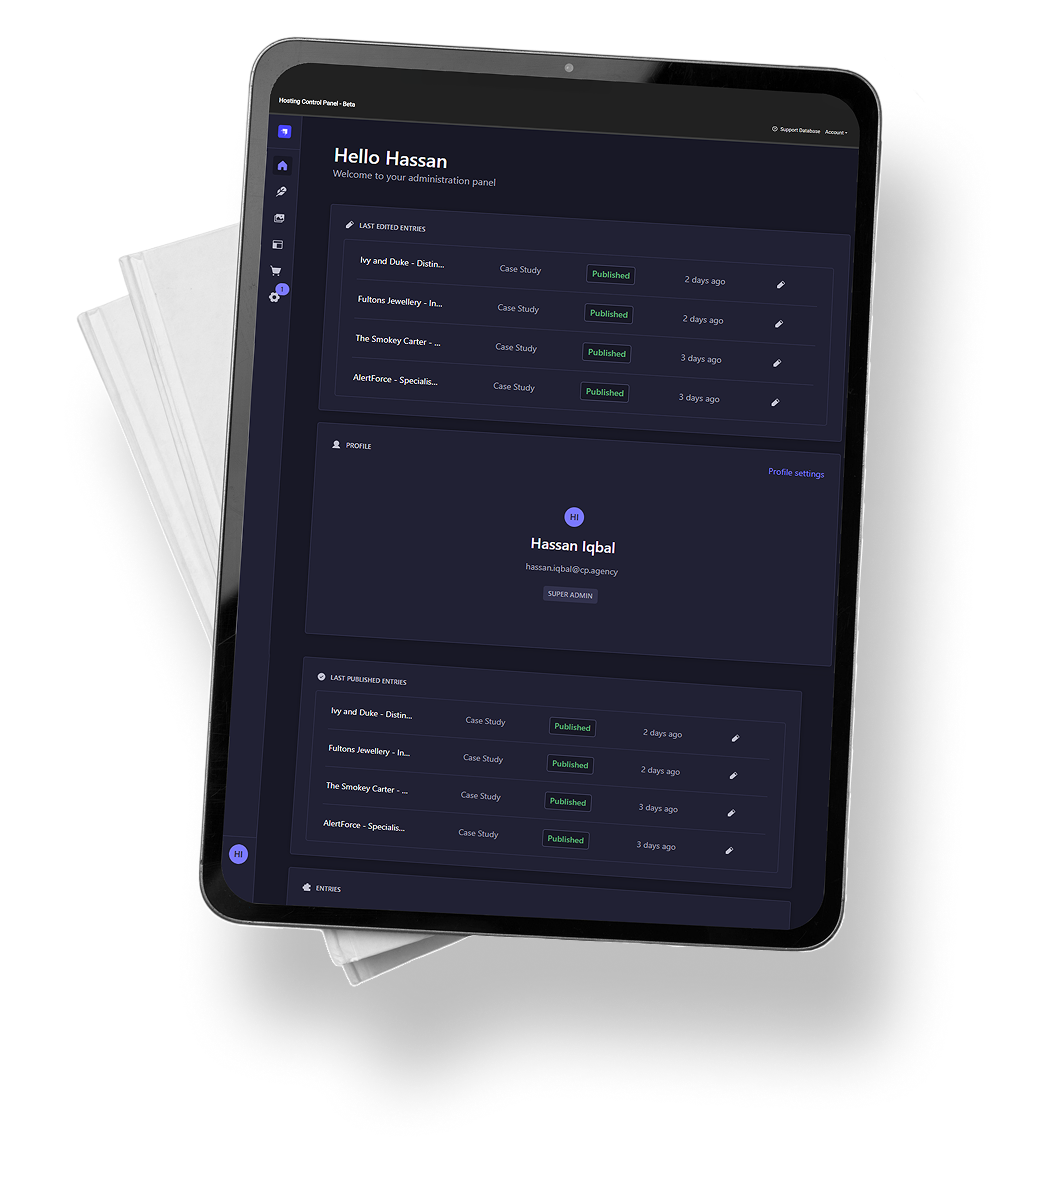 Hosting Control Panel - Beta
Support Database Account
1
Hello Hassan
Welcome to your administration panel
LAST EDITED ENTRIES
Ivy and Duke - Distin... Case Study Published 2 days ago
Fultons Jewellery - In... Case Study Published 2 days ago
The Smokey Carter - ... Case Study Published 3 days ago
AlertForce - Specialis... Case Study Published 3 days ago
PROFILE
Profile settings
HI
Hassan Iqbal
hassan.iqbal@cp.agency
SUPER ADMIN
LAST PUBLISHED ENTRIES
Ivy and Duke - Distin... Case Study Published 2 days ago
Fultons Jewellery - In... Case Study Published 2 days ago
The Smokey Carter - ... Case Study Published 3 days ago
AlertForce - Specialis... Case Study Published 3 days ago
HI
ENTRIES